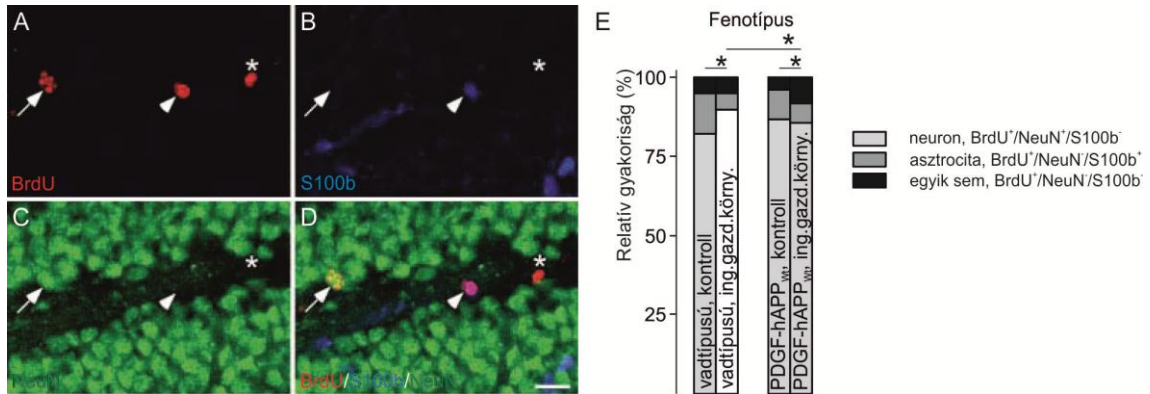 A
*
BrdU
B
*
S100b
C
*
NeuN
D
*
BrdU/S100b/NeuN
E
Fenotípus
*
* *
Relatív gyakoriság (%)
100
75
50
25
vadtípusú, kontroll
vadtípusú, ing.gazd.körny.
PDGF-hAPPwt, kontroll
PDGF-hAPPwt, ing.gazd.körny.
neuron, BrdU⁺/NeuN⁺/S100b⁻
asztrocita, BrdU⁺/NeuN⁻/S100b⁺
egyik sem, BrdU⁺/NeuN⁻/S100b⁻